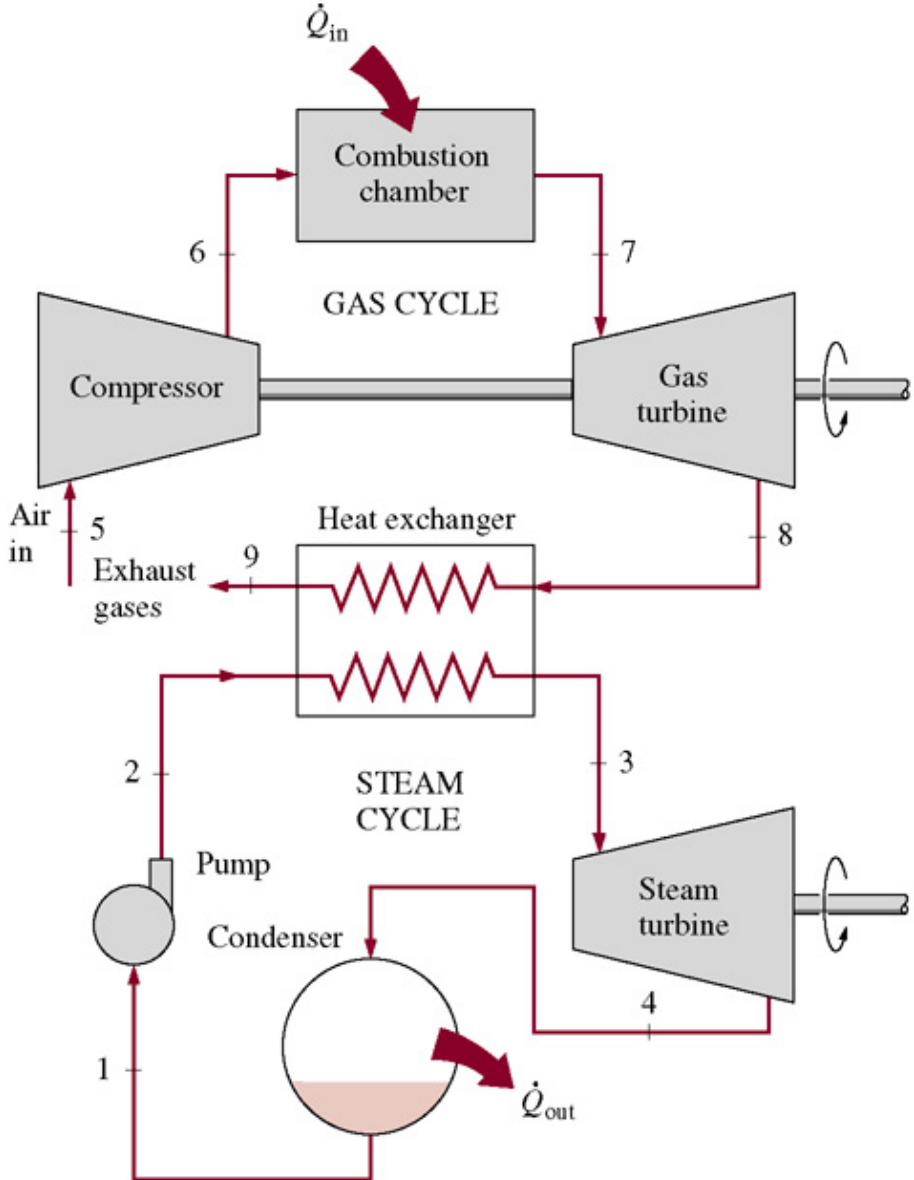 Q̇in
Combustion
chamber
6
7
GAS CYCLE
Compressor
Gas
turbine
Air
in
5
Heat exchanger
8
9
Exhaust
gases
2
3
STEAM
CYCLE
Pump
Steam
turbine
Condenser
4
1
Q̇out